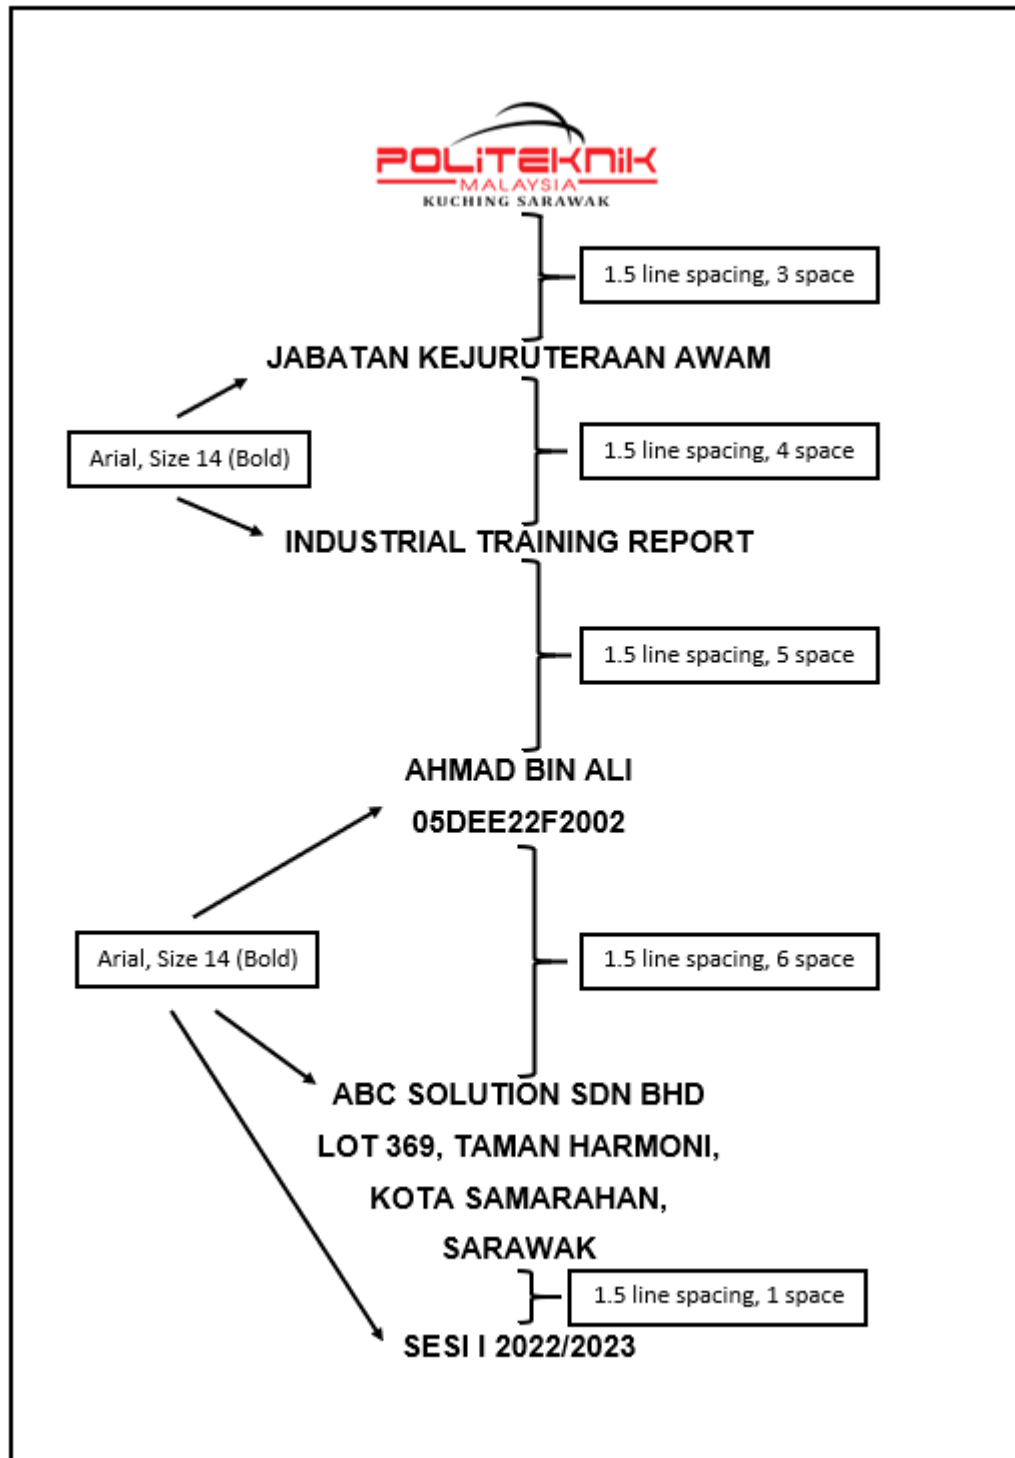 POLITEKNIK
MALAYSIA
KUCHING SARAWAK
1.5 line spacing, 3 space
JABATAN KEJURUTERAAN AWAM
Arial, Size 14 (Bold)
1.5 line spacing, 4 space
INDUSTRIAL TRAINING REPORT
1.5 line spacing, 5 space
AHMAD BIN ALI
05DEE22F2002
Arial, Size 14 (Bold)
1.5 line spacing, 6 space
ABC SOLUTION SDN BHD
LOT 369, TAMAN HARMONI,
KOTA SAMARAHAN,
SARAWAK
1.5 line spacing, 1 space
SESI I 2022/2023